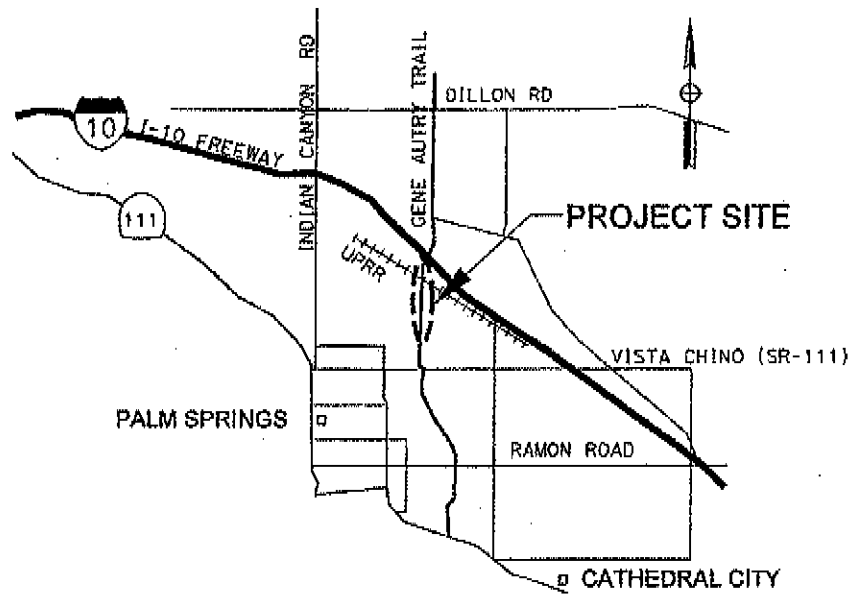 INDIAN CANYON RD
GENE AUTRY TRAIL
DILLON RD
10
I-10 FREEWAY
111
PROJECT SITE
UPRR
VISTA CHINO (SR-111)
PALM SPRINGS
RAMON ROAD
CATHEDRAL CITY